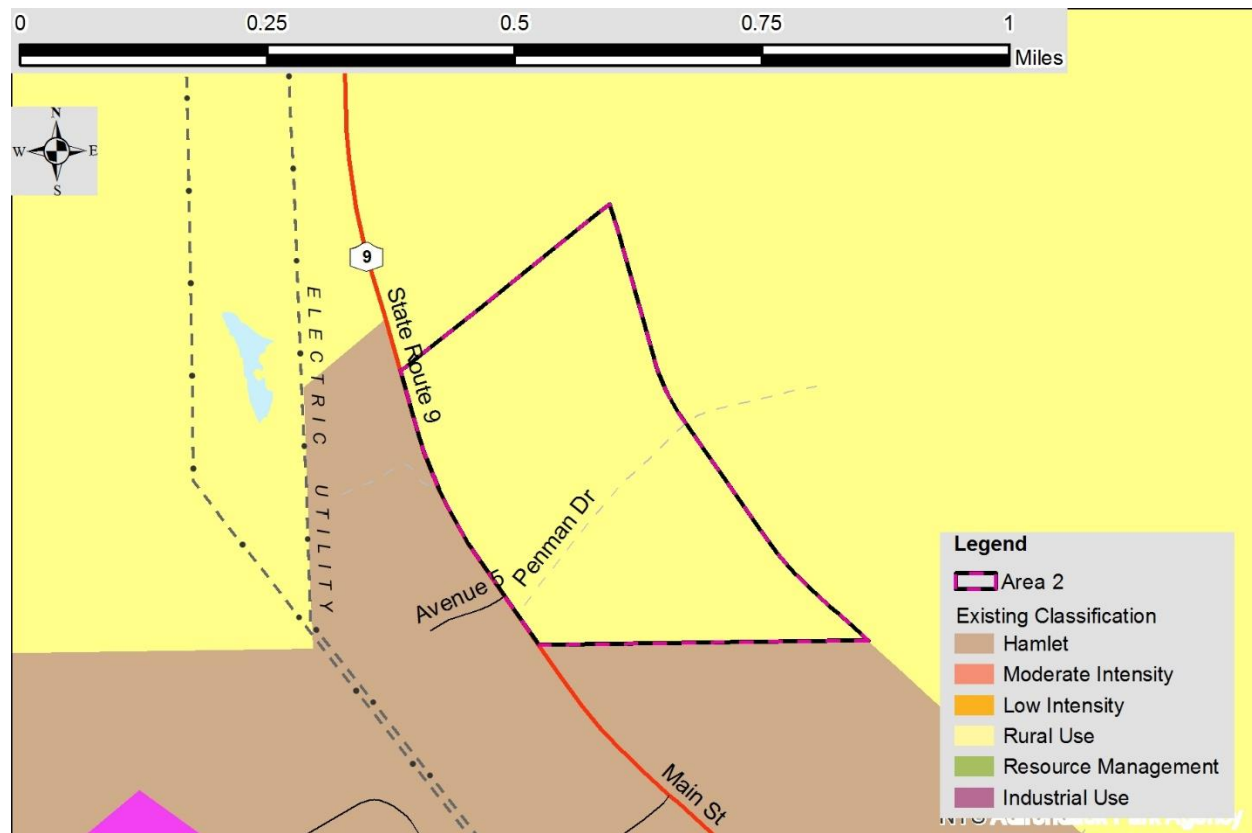 0 0.25 0.5 0.75 1
Miles
N
W E
S
9
State Route 9
ELECTRIC UTILITY
Penman Dr
Avenue 5
Main St
Legend
Area 2
Existing Classification
Hamlet
Moderate Intensity
Low Intensity
Rural Use
Resource Management
Industrial Use